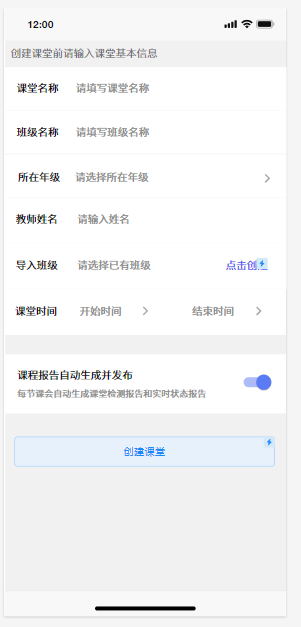 12:00
创建课堂前请输入课堂基本信息
课堂名称 请填写课堂名称
班级名称 请填写班级名称
所在年级 请选择所在年级
教师姓名 请输入姓名
导入班级 请选择已有班级 点击创
课堂时间 开始时间 结束时间
课程报告自动生成并发布
每节课会自动生成课堂检测报告和实时状态报告
创建课堂